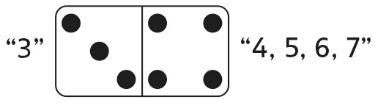 “3” “4, 5, 6, 7”